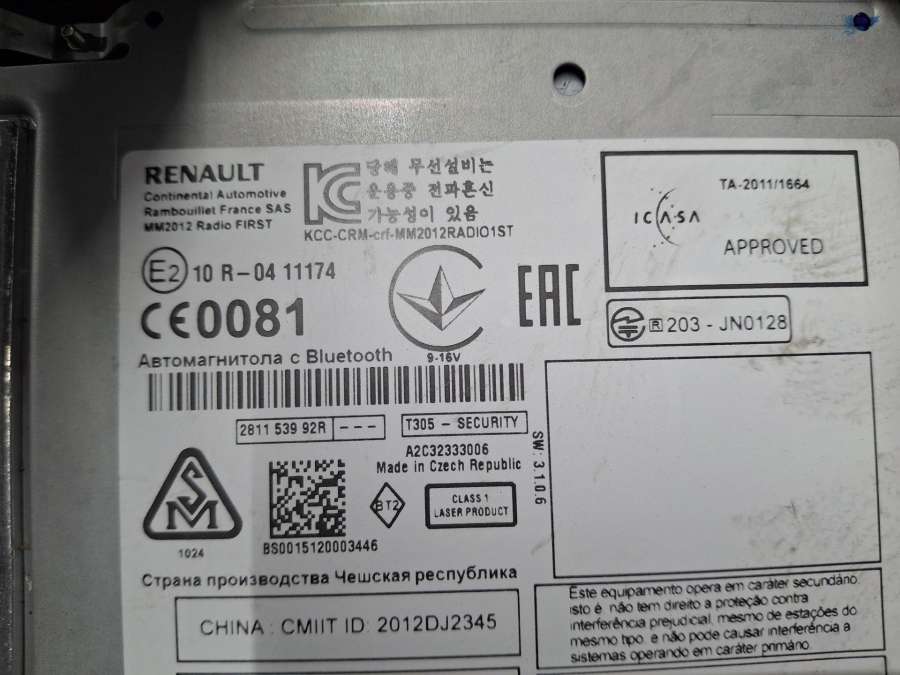 RENAULT
Continental Automotive
Rambouillet France SAS
MM2012 Radio FIRST
당해 무선설비는
운용중 전파혼신
가능성이 있음
KCC-CRM-crf-MM2012RADIO1ST
TA-2011/1664
ICASA
APPROVED
E2 10 R-04 11174
CE0081
EAC
R 203 - JN0128
Автомагнитола с Bluetooth
9-16V
2811 539 92R ---
T305 - SECURITY
A2C32333006
Made in Czech Republic
SW: 3.1.0.6
SM
1024
BS0015120003446
BT2
CLASS 1
LASER PRODUCT
Страна производства Чешская республика
CHINA : CMIIT ID: 2012DJ2345
Este equipamento opera em caráter secundário.
isto é, não tem direito a proteção contra
interferência prejudicial, mesmo de estações do
mesmo tipo, e não pode causar interferência a
sistemas operando em caráter primário.